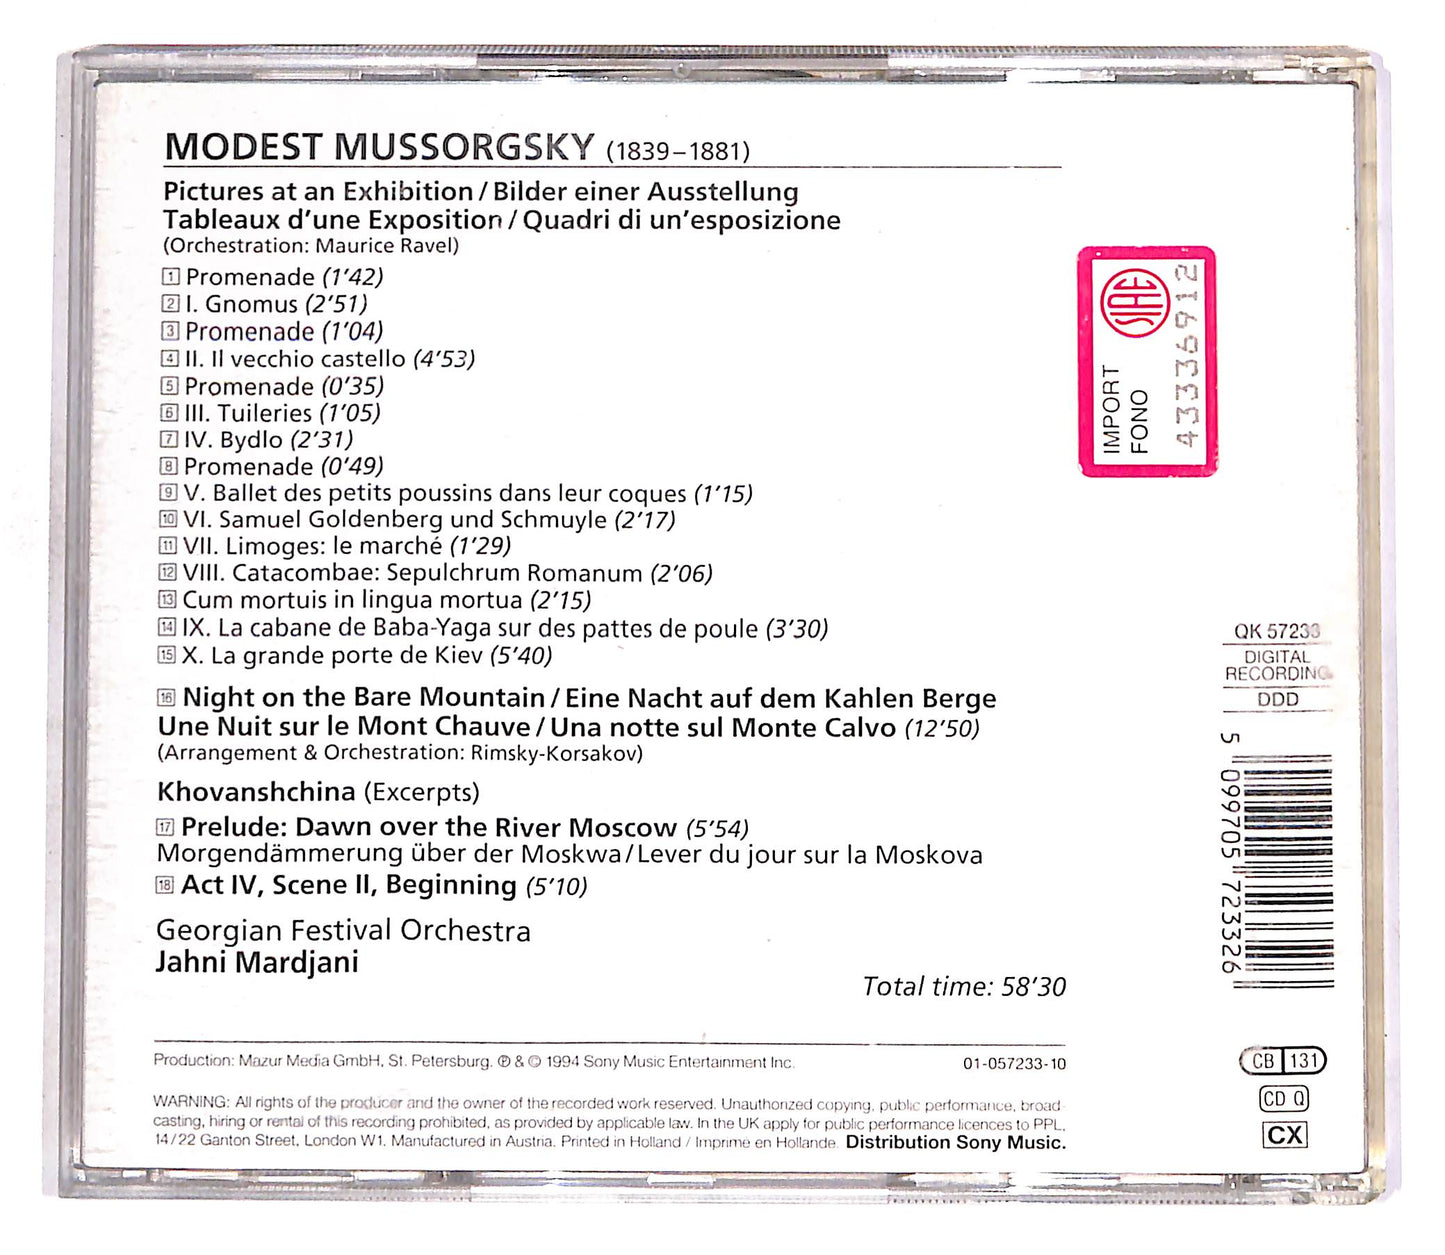 MODEST MUSSORGSKY (1839–1881)
Pictures at an Exhibition / Bilder einer Ausstellung
Tableaux d'une Exposition / Quadri di un'esposizione
(Orchestration: Maurice Ravel)
1 Promenade (1'42)
2 I. Gnomus (2'51)
3 Promenade (1'04)
4 II. Il vecchio castello (4'53)
5 Promenade (0'35)
6 III. Tuileries (1'05)
7 IV. Bydlo (2'31)
8 Promenade (0'49)
9 V. Ballet des petits poussins dans leur coques (1'15)
10 VI. Samuel Goldenberg und Schmuyle (2'17)
11 VII. Limoges: le marché (1'29)
12 VIII. Catacombae: Sepulchrum Romanum (2'06)
13 Cum mortuis in lingua mortua (2'15)
14 IX. La cabane de Baba-Yaga sur des pattes de poule (3'30)
15 X. La grande porte de Kiev (5'40)
16 Night on the Bare Mountain / Eine Nacht auf dem Kahlen Berge
Une Nuit sur le Mont Chauve / Una notte sul Monte Calvo (12'50)
(Arrangement & Orchestration: Rimsky-Korsakov)
Khovanshchina (Excerpts)
17 Prelude: Dawn over the River Moscow (5'54)
Morgendämmerung über der Moskwa / Lever du jour sur la Moskova
18 Act IV, Scene II, Beginning (5'10)
Georgian Festival Orchestra
Jahni Mardjani
Total time: 58'30
Production: Mazur Media GmbH, St. Petersburg. ℗ & © 1994 Sony Music Entertainment Inc.
01-057233-10
WARNING: All rights of the producer and the owner of the recorded work reserved. Unauthorized copying, public performance, broad-
casting, hiring or rental of this recording prohibited, as provided by applicable law. In the UK apply for public performance licences to PPL,
14/22 Ganton Street, London W1. Manufactured in Austria. Printed in Holland / Imprimé en Hollande. Distribution Sony Music.
SIAE
IMPORT
FONO
43336912
QK 57233
DIGITAL
RECORDING
DDD
5 099705 723326
CB 131
CD Q
CX